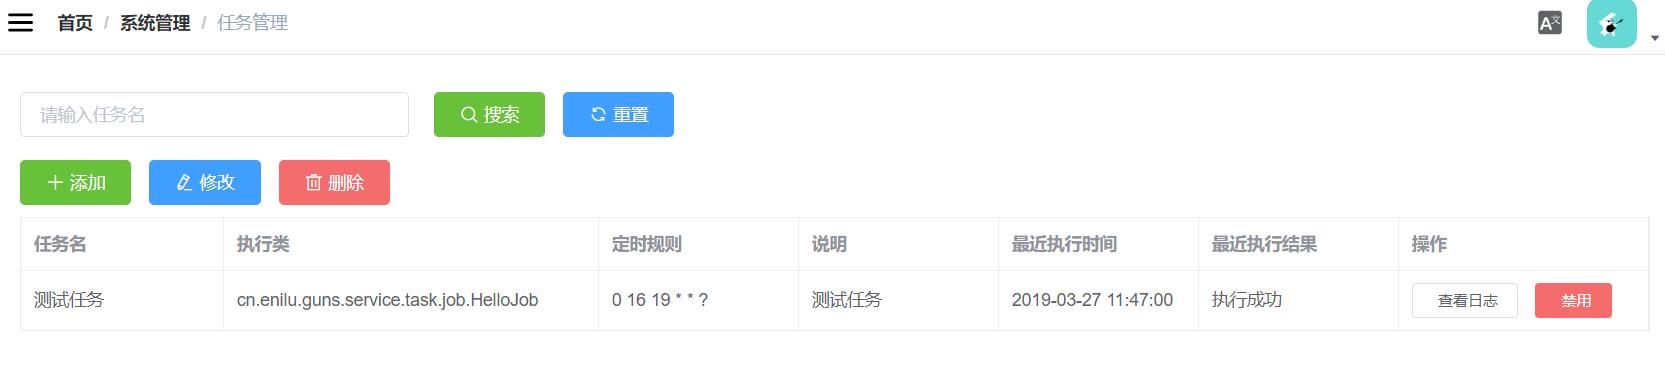 首页 / 系统管理 / 任务管理
请输入任务名 搜索 重置
添加 修改 删除
任务名 执行类 定时规则 说明 最近执行时间 最近执行结果 操作
测试任务 cn.enilu.guns.service.task.job.HelloJob 0 16 19 * * ? 测试任务 2019-03-27 11:47:00 执行成功 查看日志 禁用